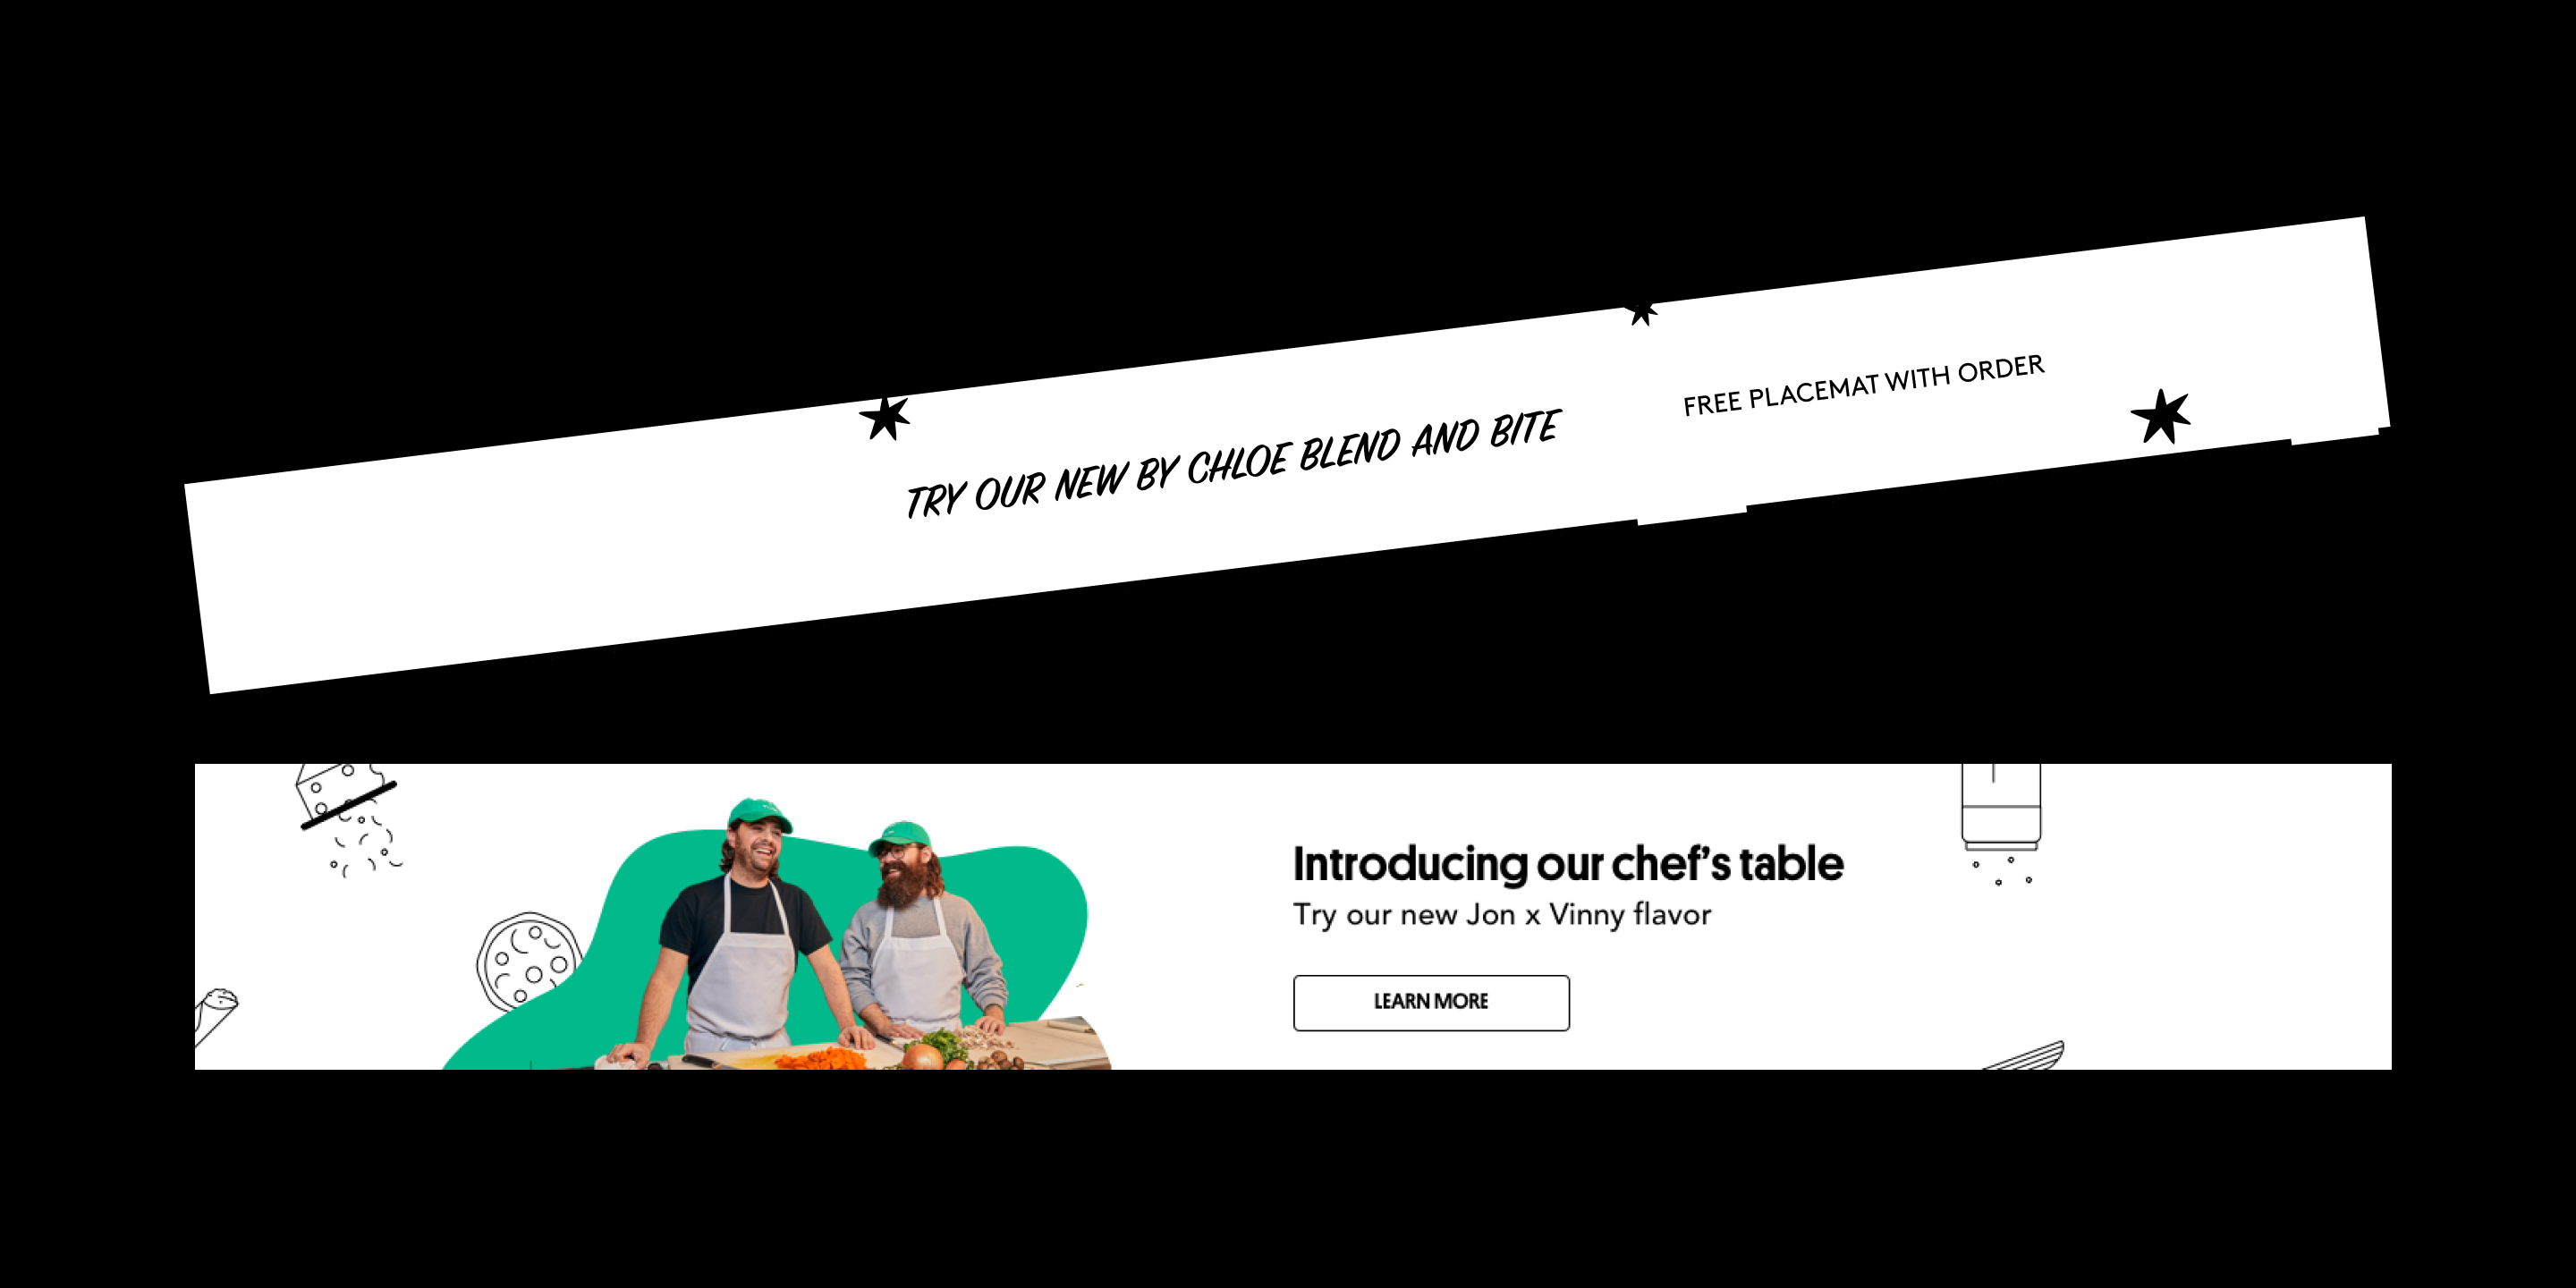 TRY OUR NEW BY CHLOE BLEND AND BITE
FREE PLACEMAT WITH ORDER
Introducing our chef's table
Try our new Jon x Vinny flavor
LEARN MORE